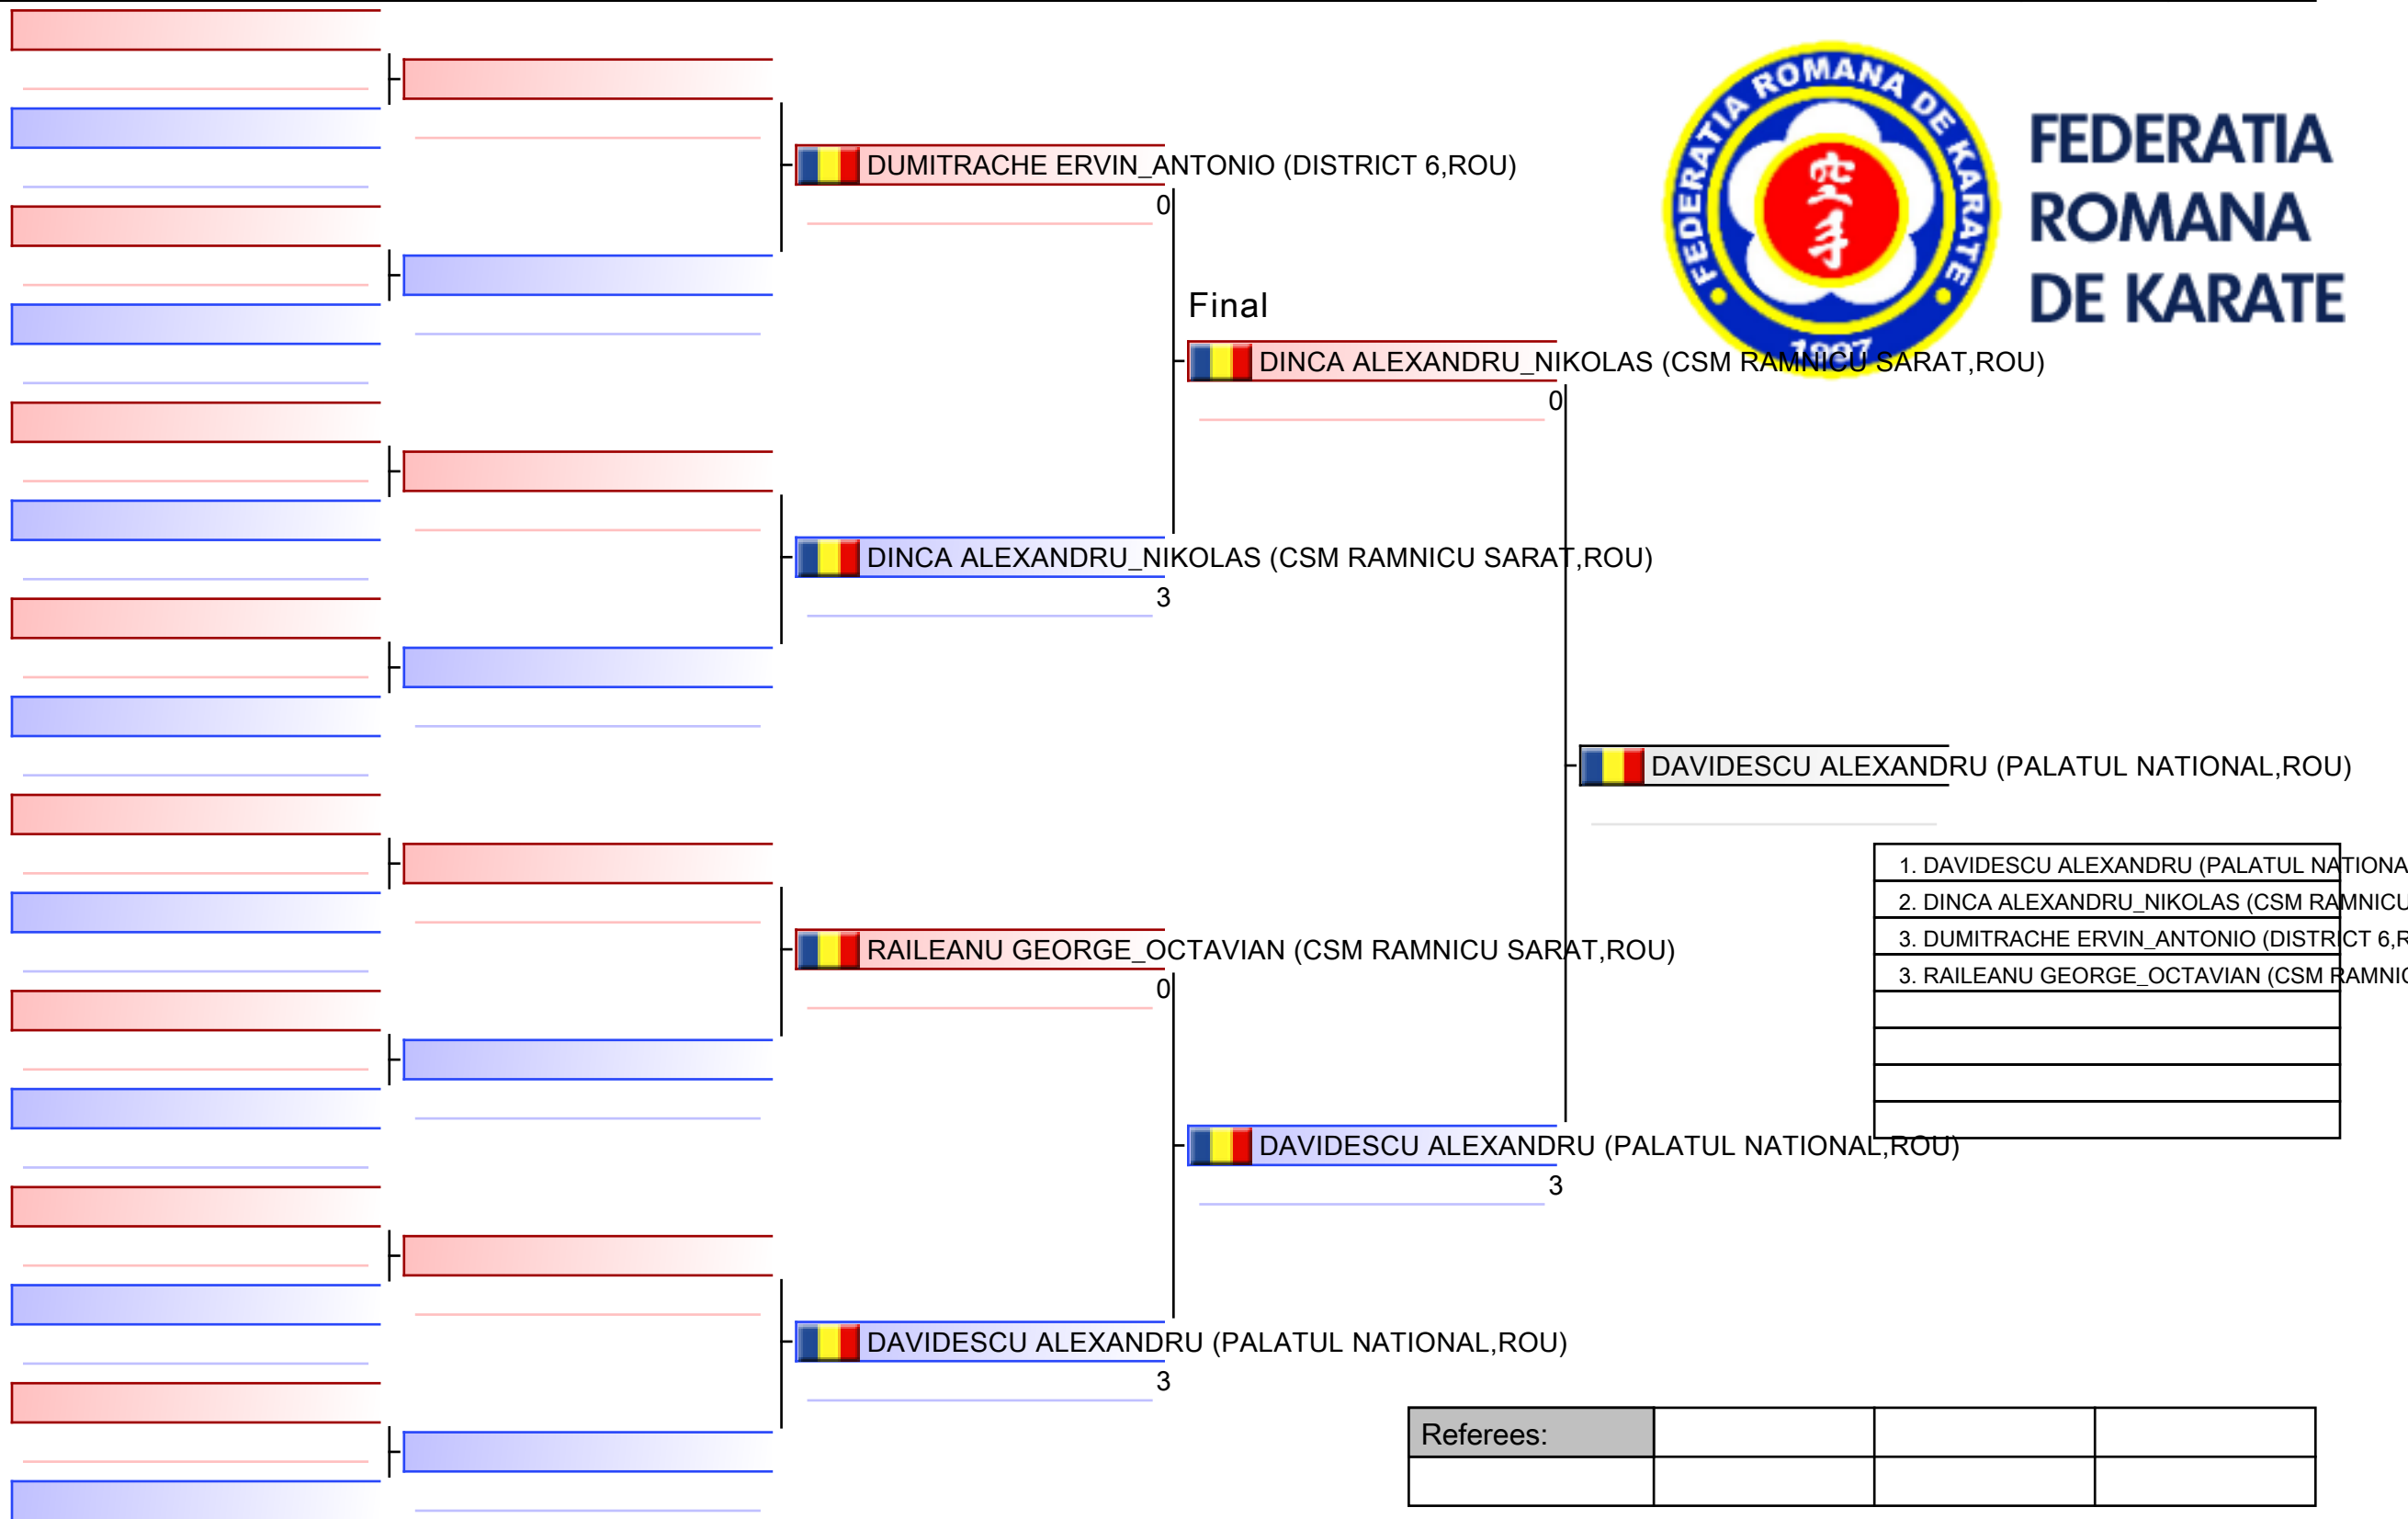 FEDERATIA ROMANA DE KARATE
空手
1997
FEDERATIA
ROMANA
DE KARATE
DUMITRACHE ERVIN_ANTONIO (DISTRICT 6,ROU)
0
Final
DINCA ALEXANDRU_NIKOLAS (CSM RAMNICU SARAT,ROU)
0
DINCA ALEXANDRU_NIKOLAS (CSM RAMNICU SARAT,ROU)
3
DAVIDESCU ALEXANDRU (PALATUL NATIONAL,ROU)
1. DAVIDESCU ALEXANDRU (PALATUL NATIONA
2. DINCA ALEXANDRU_NIKOLAS (CSM RAMNICU
3. DUMITRACHE ERVIN_ANTONIO (DISTRICT 6,R
3. RAILEANU GEORGE_OCTAVIAN (CSM RAMNIC
RAILEANU GEORGE_OCTAVIAN (CSM RAMNICU SARAT,ROU)
0
DAVIDESCU ALEXANDRU (PALATUL NATIONAL,ROU)
3
DAVIDESCU ALEXANDRU (PALATUL NATIONAL,ROU)
3
Referees: